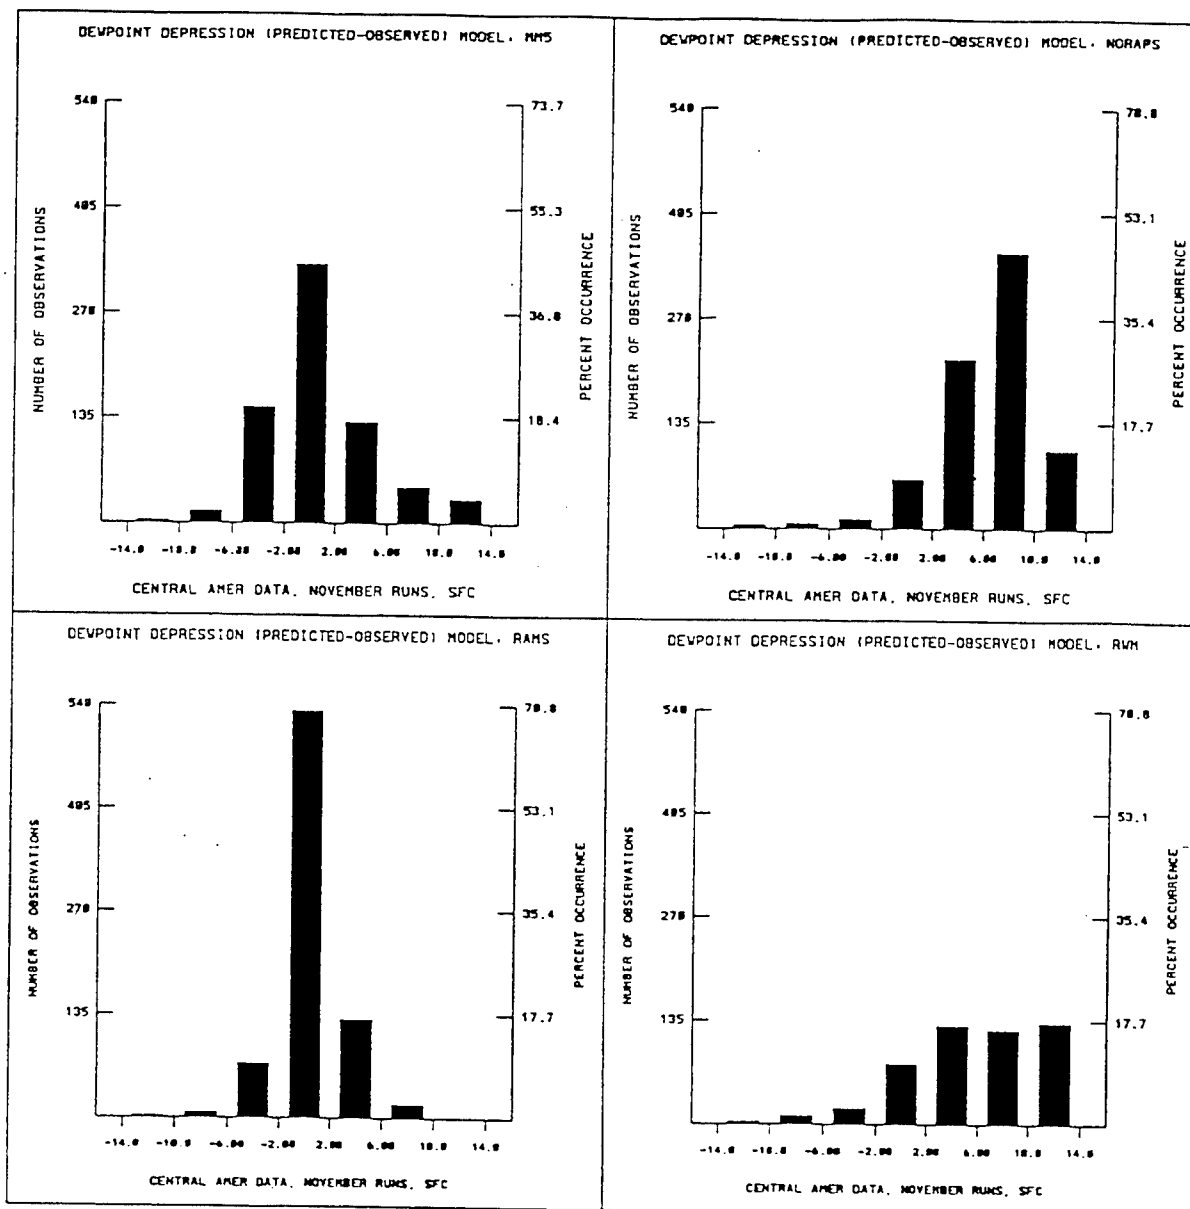 DEWPOINT DEPRESSION (PREDICTED-OBSERVED) MODEL, MM5
540
405
270
135
NUMBER OF OBSERVATIONS
73.7
55.3
36.8
18.4
PERCENT OCCURRENCE
-14.0 -10.0 -6.00 -2.00 2.00 6.00 10.0 14.0
CENTRAL AMER DATA, NOVEMBER RUNS, SFC
DEWPOINT DEPRESSION (PREDICTED-OBSERVED) MODEL, NORAPS
540
405
270
135
NUMBER OF OBSERVATIONS
70.8
53.1
35.4
17.7
PERCENT OCCURRENCE
-14.0 -10.0 -6.00 -2.00 2.00 6.00 10.0 14.0
CENTRAL AMER DATA, NOVEMBER RUNS, SFC
DEWPOINT DEPRESSION (PREDICTED-OBSERVED) MODEL, RAMS
540
405
270
135
NUMBER OF OBSERVATIONS
70.8
53.1
35.4
17.7
PERCENT OCCURRENCE
-14.0 -10.0 -6.00 -2.00 2.00 6.00 10.0 14.0
CENTRAL AMER DATA, NOVEMBER RUNS, SFC
DEWPOINT DEPRESSION (PREDICTED-OBSERVED) MODEL, RWM
540
405
270
135
NUMBER OF OBSERVATIONS
70.8
53.1
35.4
17.7
PERCENT OCCURRENCE
-14.0 -10.0 -6.00 -2.00 2.00 6.00 10.0 14.0
CENTRAL AMER DATA, NOVEMBER RUNS, SFC